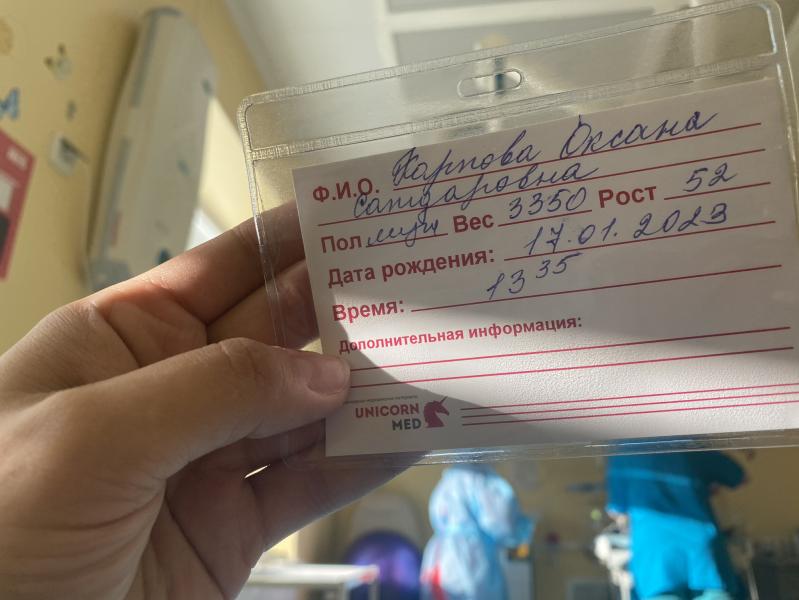 Ф.И.О. Карпова Оксана
Сатдаровна
Пол муж Вес 3350 Рост 52
Дата рождения: 17.01.2023
Время: 13 35
Дополнительная информация:
UNICORN
MED